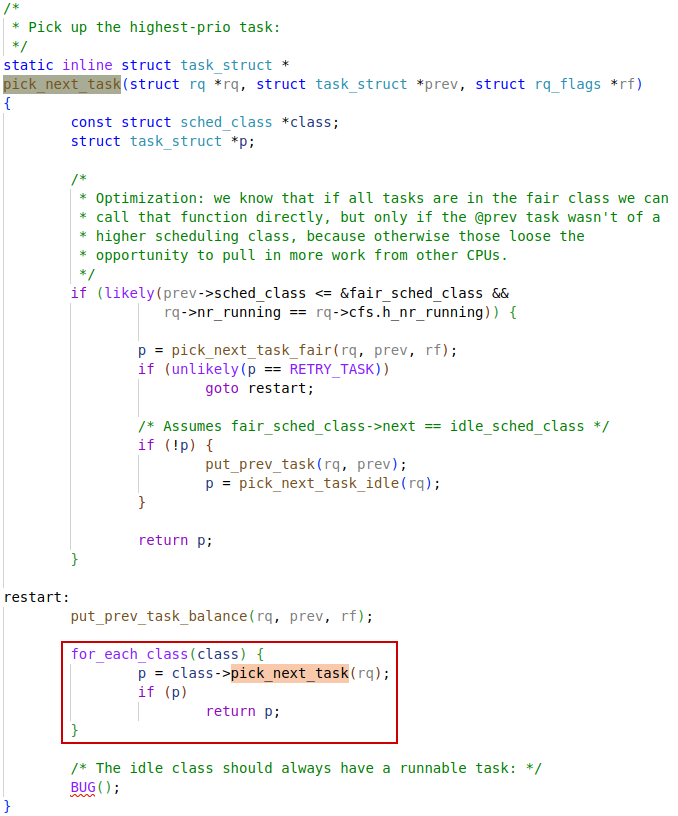 /*
 * Pick up the highest-prio task:
 */
static inline struct task_struct *
pick_next_task(struct rq *rq, struct task_struct *prev, struct rq_flags *rf)
{
        const struct sched_class *class;
        struct task_struct *p;

        /*
         * Optimization: we know that if all tasks are in the fair class we can
         * call that function directly, but only if the @prev task wasn't of a
         * higher scheduling class, because otherwise those loose the
         * opportunity to pull in more work from other CPUs.
         */
        if (likely(prev->sched_class <= &fair_sched_class &&
                   rq->nr_running == rq->cfs.h_nr_running)) {

                p = pick_next_task_fair(rq, prev, rf);
                if (unlikely(p == RETRY_TASK))
                        goto restart;

                /* Assumes fair_sched_class->next == idle_sched_class */
                if (!p) {
                        put_prev_task(rq, prev);
                        p = pick_next_task_idle(rq);
                }

                return p;
        }

restart:
        put_prev_task_balance(rq, prev, rf);

        for_each_class(class) {
                p = class->pick_next_task(rq);
                if (p)
                        return p;
        }

        /* The idle class should always have a runnable task: */
        BUG();
}